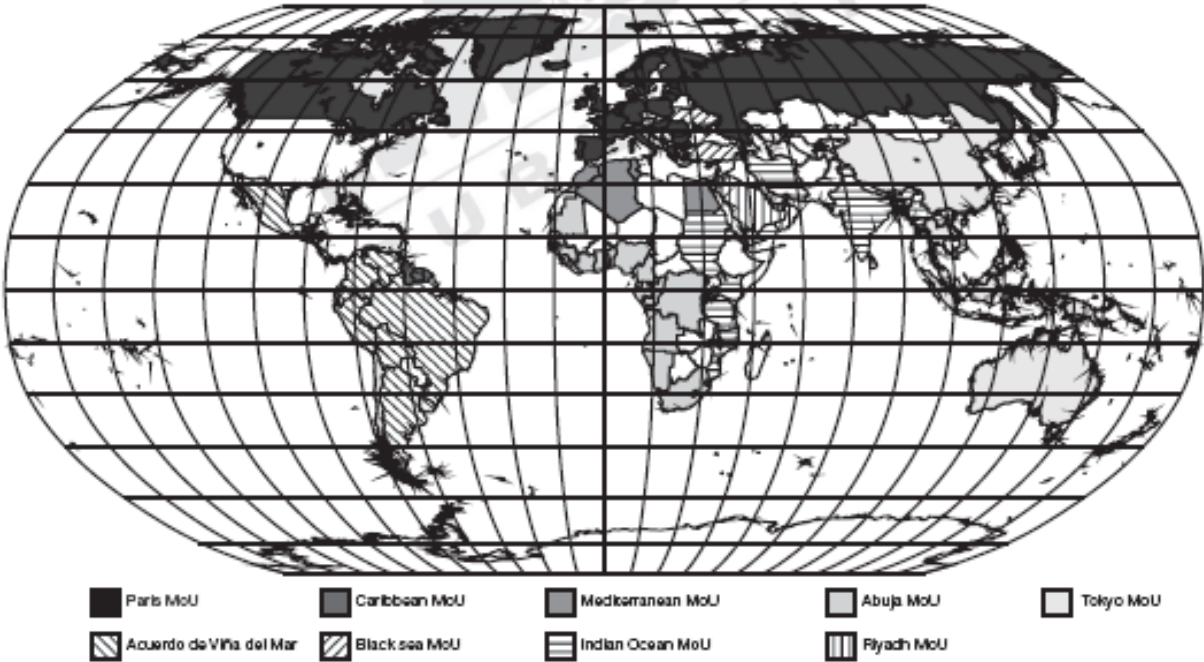 Paris MoU Caribbean MoU Mediterranean MoU Abuja MoU Tokyo MoU
Acuerdo de Viña del Mar Black sea MoU Indian Ocean MoU Riyadh MoU